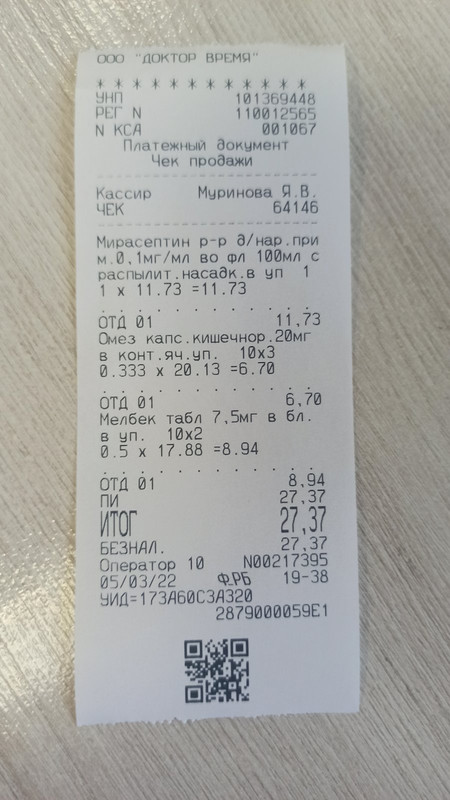 ООО "ДОКТОР ВРЕМЯ"
* * * * * * * * * * * *
УНП 101369448
РЕГ N 110012565
N КСА 001067
Платежный документ
Чек продажи
Кассир Муринова Я.В.
ЧЕК 64146
Мирасептин р-р д/нар.при
м.0,1мг/мл во фл 100мл с
распылит.насадк.в уп 1
1 x 11.73 =11.73
. . . . . . . . . . . .
ОТД 01 11,73
Омез капс.кишечнор.20мг
в конт.яч.уп. 10x3
0.333 x 20.13 =6.70
. . . . . . . . . . . .
ОТД 01 6,70
Мелбек табл 7,5мг в бл.
в уп. 10x2
0.5 x 17.88 =8.94
. . . . . . . . . . . .
ОТД 01 8,94
ПИ 27,37
ИТОГ 27,37
БЕЗНАЛ. 27,37
Оператор 10 N00217395
05/03/22 Ф.РБ 19-38
УИД=173A60C3A320
2879000059E1